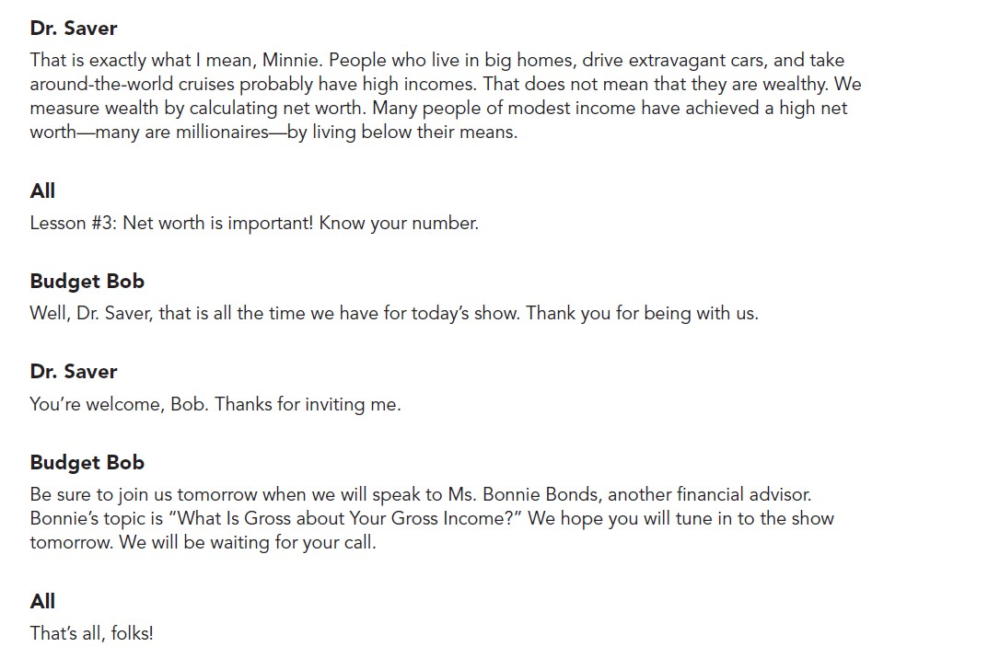 Dr. Saver
That is exactly what I mean, Minnie. People who live in big homes, drive extravagant cars, and take
around-the-world cruises probably have high incomes. That does not mean that they are wealthy. We
measure wealth by calculating net worth. Many people of modest income have achieved a high net
worth—many are millionaires—by living below their means.
All
Lesson #3: Net worth is important! Know your number.
Budget Bob
Well, Dr. Saver, that is all the time we have for today’s show. Thank you for being with us.
Dr. Saver
You’re welcome, Bob. Thanks for inviting me.
Budget Bob
Be sure to join us tomorrow when we will speak to Ms. Bonnie Bonds, another financial advisor.
Bonnie’s topic is “What Is Gross about Your Gross Income?” We hope you will tune in to the show
tomorrow. We will be waiting for your call.
All
That’s all, folks!